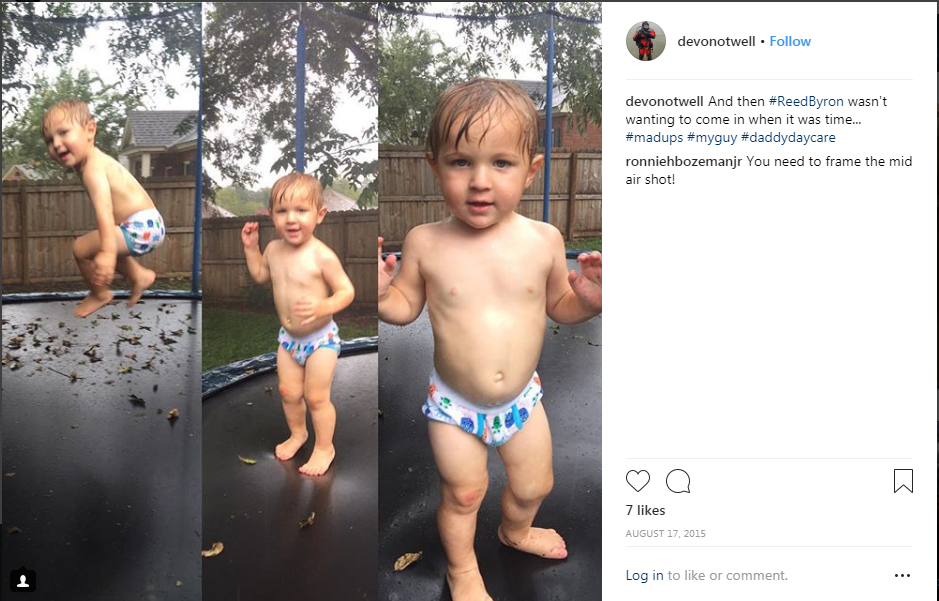 devonotwell • Follow
devonotwell And then #ReedByron wasn't
wanting to come in when it was time...
#madups #myguy #daddydaycare
ronniehbozemanjr You need to frame the mid
air shot!
7 likes
AUGUST 17, 2015
Log in to like or comment.